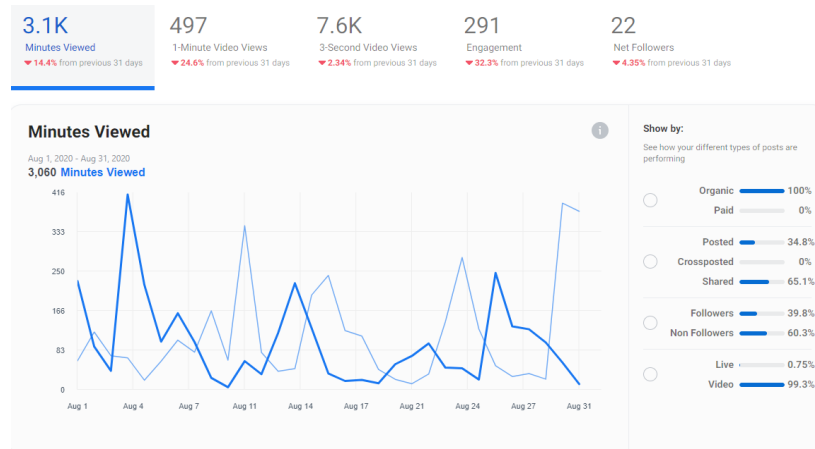 3.1K
Minutes Viewed
14.4% from previous 31 days
497
1-Minute Video Views
24.6% from previous 31 days
7.6K
3-Second Video Views
2.34% from previous 31 days
291
Engagement
32.3% from previous 31 days
22
Net Followers
4.35% from previous 31 days
Minutes Viewed
i
Aug 1, 2020 - Aug 31, 2020
3,060 Minutes Viewed
416
333
250
166
83
0
Aug 1 Aug 4 Aug 7 Aug 11 Aug 14 Aug 17 Aug 21 Aug 24 Aug 27 Aug 31
Show by:
See how your different types of posts are
performing
Organic 100%
Paid 0%
Posted 34.8%
Crossposted 0%
Shared 65.1%
Followers 39.8%
Non Followers 60.3%
Live 0.75%
Video 99.3%